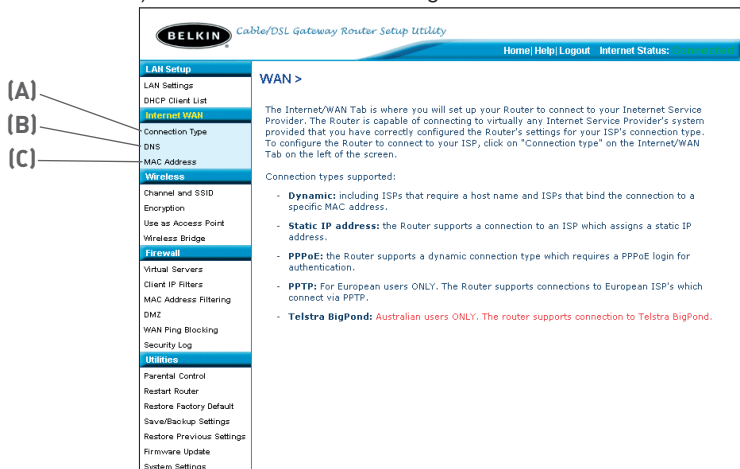 BELKIN Cable/DSL Gateway Router Setup Utility
Home| Help| Logout Internet Status:
LAN Setup
LAN Settings
DHCP Client List
Internet WAN
(A)
Connection Type
(B)
DNS
(C)
MAC Address
Wireless
Channel and SSID
Encryption
Use as Access Point
Wireless Bridge
Firewall
Virtual Servers
Client IP Filters
MAC Address Filtering
DMZ
WAN Ping Blocking
Security Log
Utilities
Parental Control
Restart Router
Restore Factory Default
Save/Backup Settings
Restore Previous Settings
Firmware Update
System Settings
WAN >
The Internet/WAN Tab is where you will set up your Router to connect to your Ineternet Service
Provider. The Router is capable of connecting to virtually any Internet Service Provider's system
provided that you have correctly configured the Router's settings for your ISP's connection type.
To configure the Router to connect to your ISP, click on "Connection type" on the Internet/WAN
Tab on the left of the screen.
Connection types supported:
- Dynamic: including ISPs that require a host name and ISPs that bind the connection to a
specific MAC address.
- Static IP address: the Router supports a connection to an ISP which assigns a static IP
address.
- PPPoE: the Router supports a dynamic connection type which requires a PPPoE login for
authentication.
- PPTP: For European users ONLY. The Router supports connections to European ISP's which
connect via PPTP.
- Telstra BigPond: Australian users ONLY. The router supports connection to Telstra BigPond.